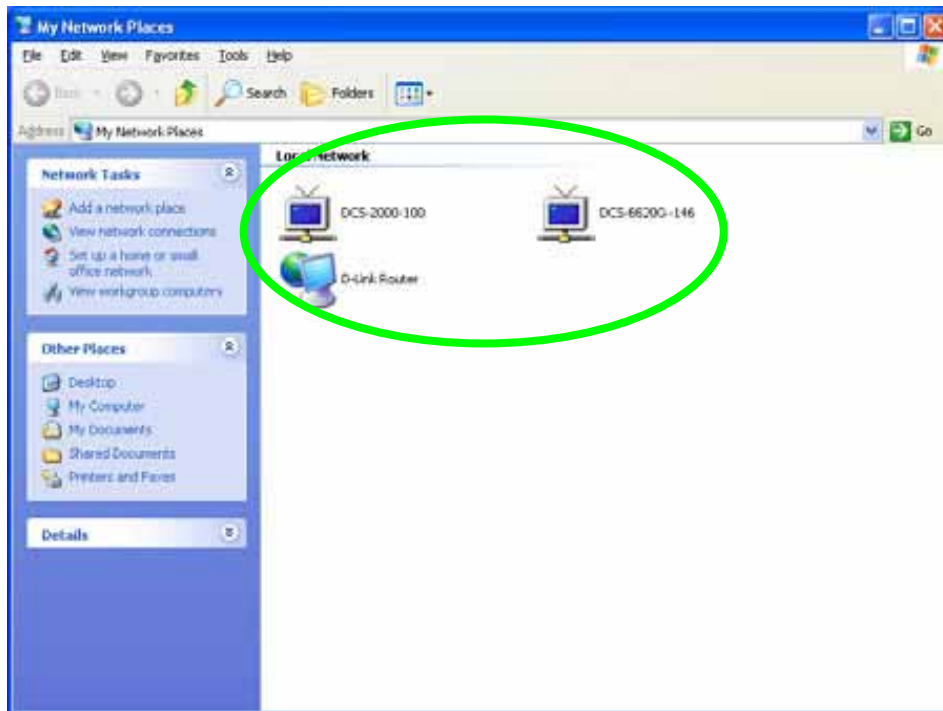 My Network Places
File Edit View Favorites Tools Help
Back Search Folders
Address My Network Places Go
Network Tasks
Add a network place
View network connections
Set up a home or small
office network
View workgroup computers
Other Places
Desktop
My Computer
My Documents
Shared Documents
Printers and Faxes
Details
Local Network
DCS-2000-100
DCS-6620G--146
D-Link Router